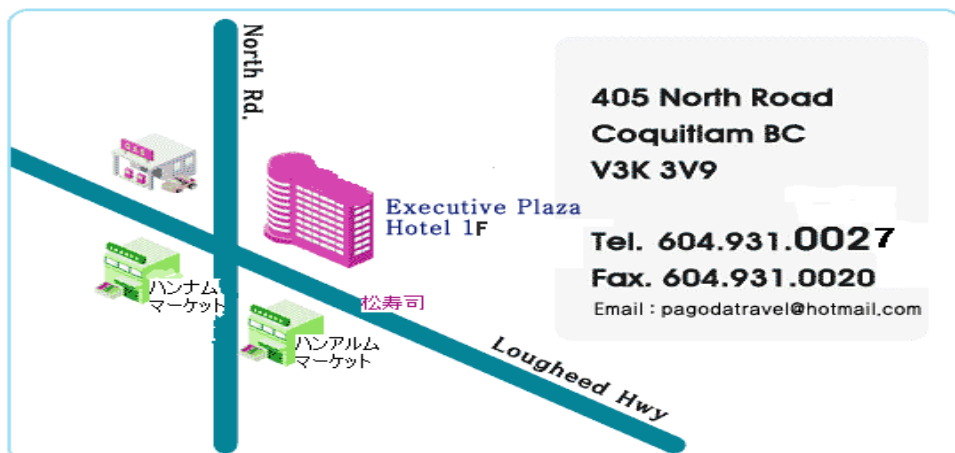 North Rd.
GAS
Executive Plaza
Hotel 1F
ハンナム
マーケット
松寿司
ハンアルム
マーケット
Lougheed Hwy
405 North Road
Coquitlam BC
V3K 3V9
Tel. 604.931.0027
Fax. 604.931.0020
Email : pagodatravel@hotmail.com